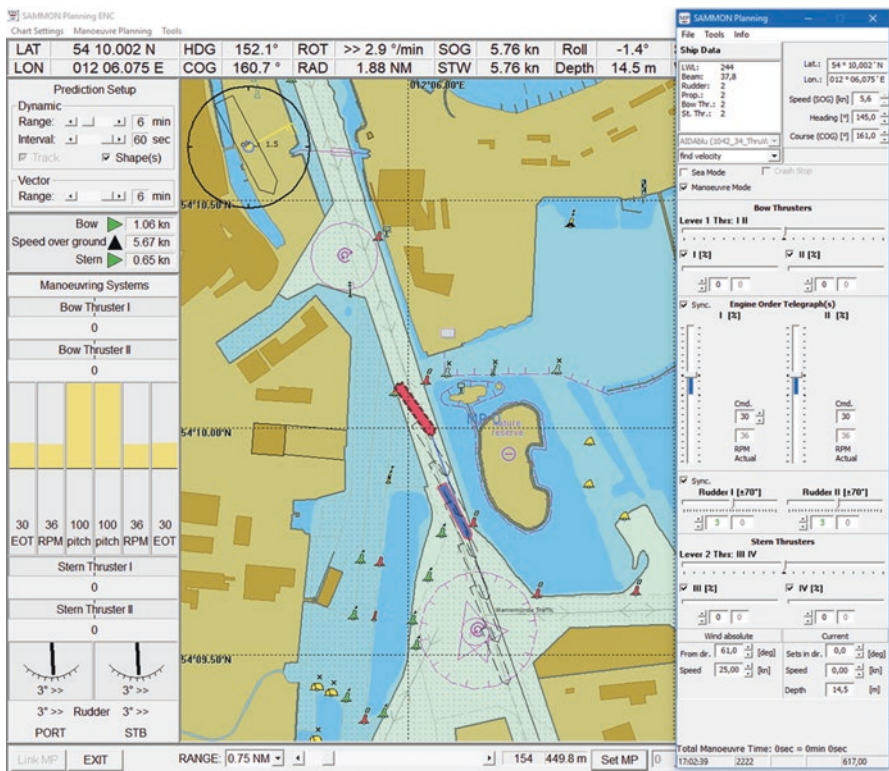 SAMMON Planning ENC
Chart Settings Manoeuvre Planning Tools
LAT 54 10.002 N HDG 152.1° ROT >> 2.9 °/min SOG 5.76 kn Roll -1.4°
LON 012 06.075 E COG 160.7 ° RAD 1.88 NM STW 5.76 kn Depth 14.5 m
Prediction Setup
Dynamic
Range: 6 min
Interval: 60 sec
Track Shape(s)
Vector
Range: 6 min
Bow 1.06 kn
Speed over ground 5.67 kn
Stern 0.65 kn
Manoeuvring Systems
Bow Thruster I
0
Bow Thruster II
0
30 36 100 100 36 30
EOT RPM pitch pitch RPM EOT
Stern Thruster I
0
Stern Thruster II
0
3° >> 3° >>
3° >> Rudder 3° >>
PORT STB
Link MP EXIT
012°06.00'E
1.5
54°10.50'N
54°10.00'N
nature
reserve
Warnemünde Traffic
54°09.50'N
RANGE: 0.75 NM 154 449.8 m Set MP 0
SAMMON Planning
File Tools Info
Ship Data
LWL: 244
Beam: 37,8
Rudder: 2
Prop.: 2
Bow Thr.: 2
St. Thr.: 2
AIDAblu (1042_34_ThruW
find velocity
Lat.: 54 ° 10,002 'N
Lon.: 012 ° 06,075 'E
Speed (SOG) [kn] 5,6
Heading [°] 145,0
Course (COG) [°] 161,0
Sea Mode Crash Stop
Manoeuvre Mode
Bow Thrusters
Lever 1 Thrs: I II
I [%] II [%]
0 0 0 0
Sync. Engine Order Telegraph(s)
I [%] II [%]
Cmd. Cmd.
30 30
36 36
RPM RPM
Actual Actual
Sync.
Rudder I [±70°] Rudder II [±70°]
3 0 3 0
Stern Thrusters
Lever 2 Thrs: III IV
III [%] IV [%]
0 0 0 0
Wind absolute Current
From dir. 61,0 [deg] Sets in dir. 0,0 [deg]
Speed 25,00 [kn] Speed 0,00 [kn]
Depth 14,5 [m]
Total Manoeuvre Time: 0sec = 0min 0sec
17:02:39 2222 617,00